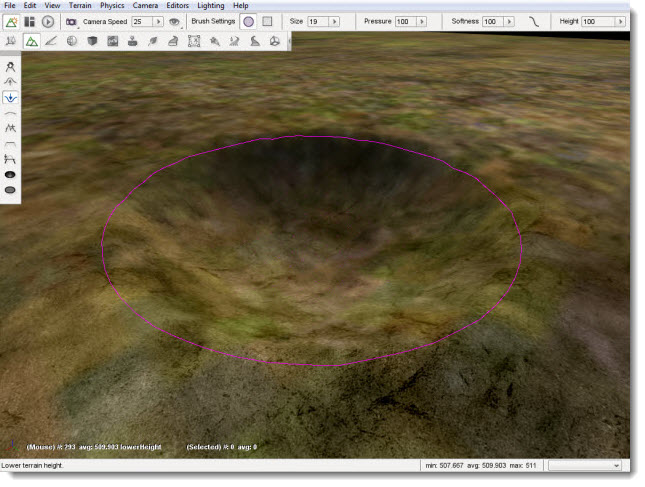 File Edit View Terrain Physics Camera Editors Lighting Help
Camera Speed 25 Brush Settings Size 19 Pressure 100 Softness 100 Height 100
(Mouse) #: 293 avg: 509.903 lowerHeight (Selected) #: 0 avg: 0
Lower terrain height. min: 507.667 avg: 509.903 max: 511